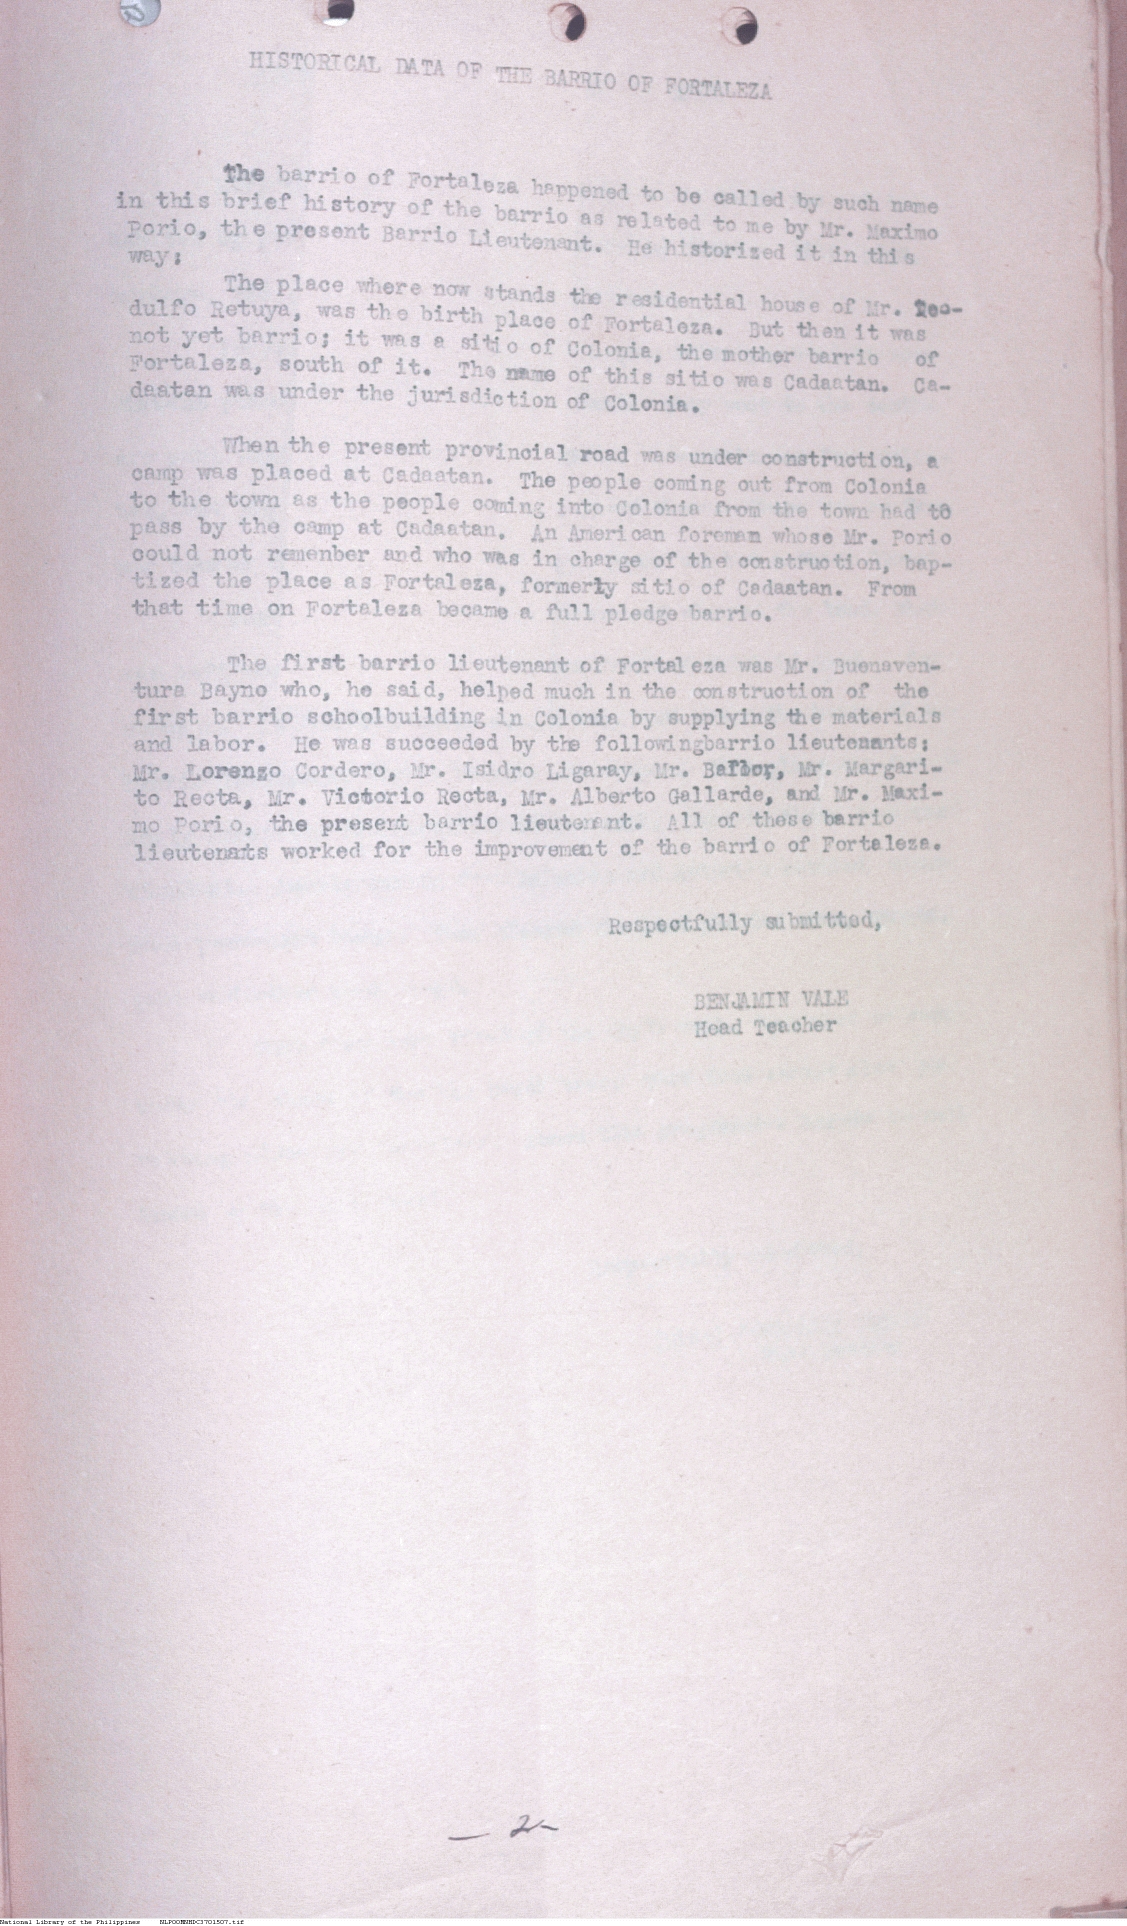 HISTORICAL DATA OF THE BARRIO OF FORTALEZA
The barrio of Fortaleza happened to be called by such name
in this brief history of the barrio as related to me by Mr. Maximo
Porio, the present Barrio Lieutenant. He historized it in this
way;
The place where now stands the residential house of Mr. Teo-
dulfo Retuya, was the birth place of Fortaleza. But then it was
not yet barrio; it was a sitio of Colonia, the mother barrio of
Fortaleza, south of it. The name of this sitio was Cadaatan. Ca-
daatan was under the jurisdiction of Colonia.
When the present provincial road was under construction, a
camp was placed at Cadaatan. The people coming out from Colonia
to the town as the people coming into Colonia from the town had to
pass by the camp at Cadaatan. An American foreman whose Mr. Porio
could not remenber and who was in charge of the construction, bap-
tized the place as Fortaleza, formerly sitio of Cadaatan. From
that time on Fortaleza became a full pledge barrio.
The first barrio lieutenant of Fortaleza was Mr. Buenaven-
tura Bayno who, he said, helped much in the construction of the
first barrio schoolbuilding in Colonia by supplying the materials
and labor. He was succeeded by the followingbarrio lieutenants;
Mr. Lorenzo Cordero, Mr. Isidro Ligaray, Mr. Mr. Margari-
to Recta, Mr. Victorio Recta, Mr. Alberto Gallarde, and Mr. Maxi-
mo Porio, the present barrio lieutenant. All of these barrio
lieutenants worked for the improvement of the barrio of Fortaleza.
Respectfully submitted,
BENJAMIN VALE
Head Teacher
- 2 -
National Library of the Philippines NLPOOMNHDC3701507.tif